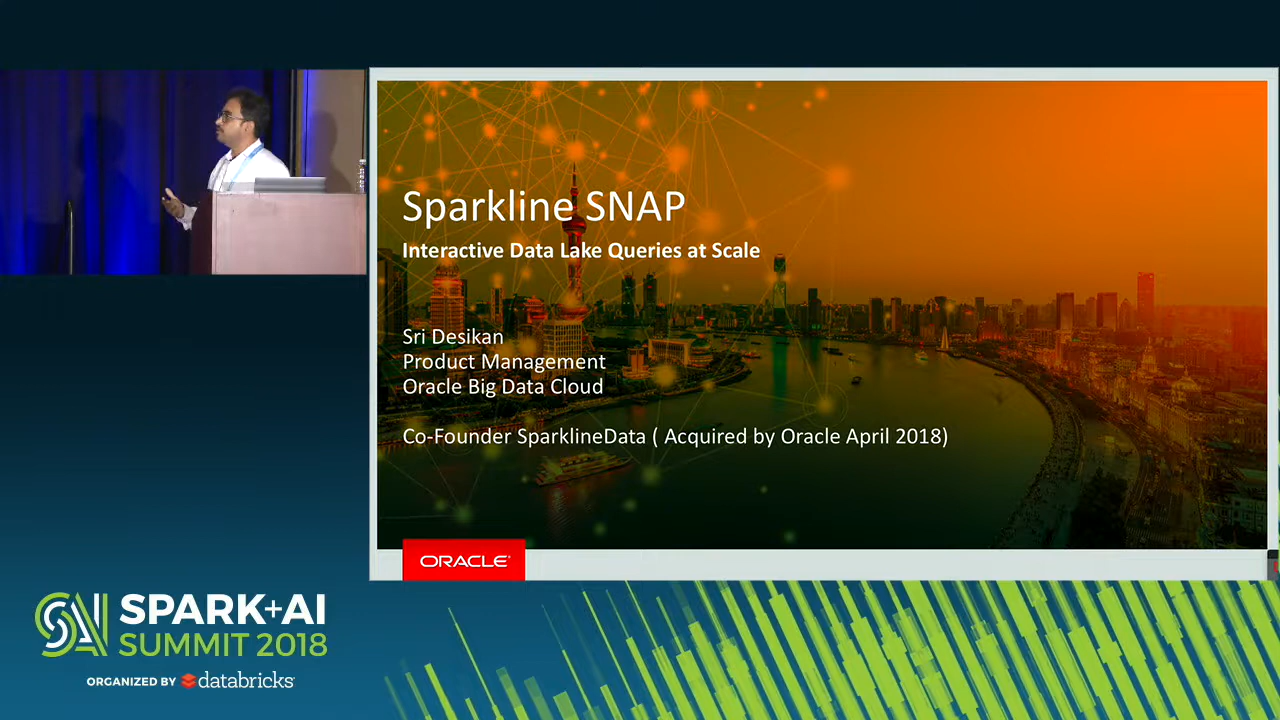 Sparkline SNAP
Interactive Data Lake Queries at Scale
Sri Desikan
Product Management
Oracle Big Data Cloud
Co-Founder SparklineData ( Acquired by Oracle April 2018)
ORACLE
SAI
SPARK+AI
SUMMIT 2018
ORGANIZED BY databricks